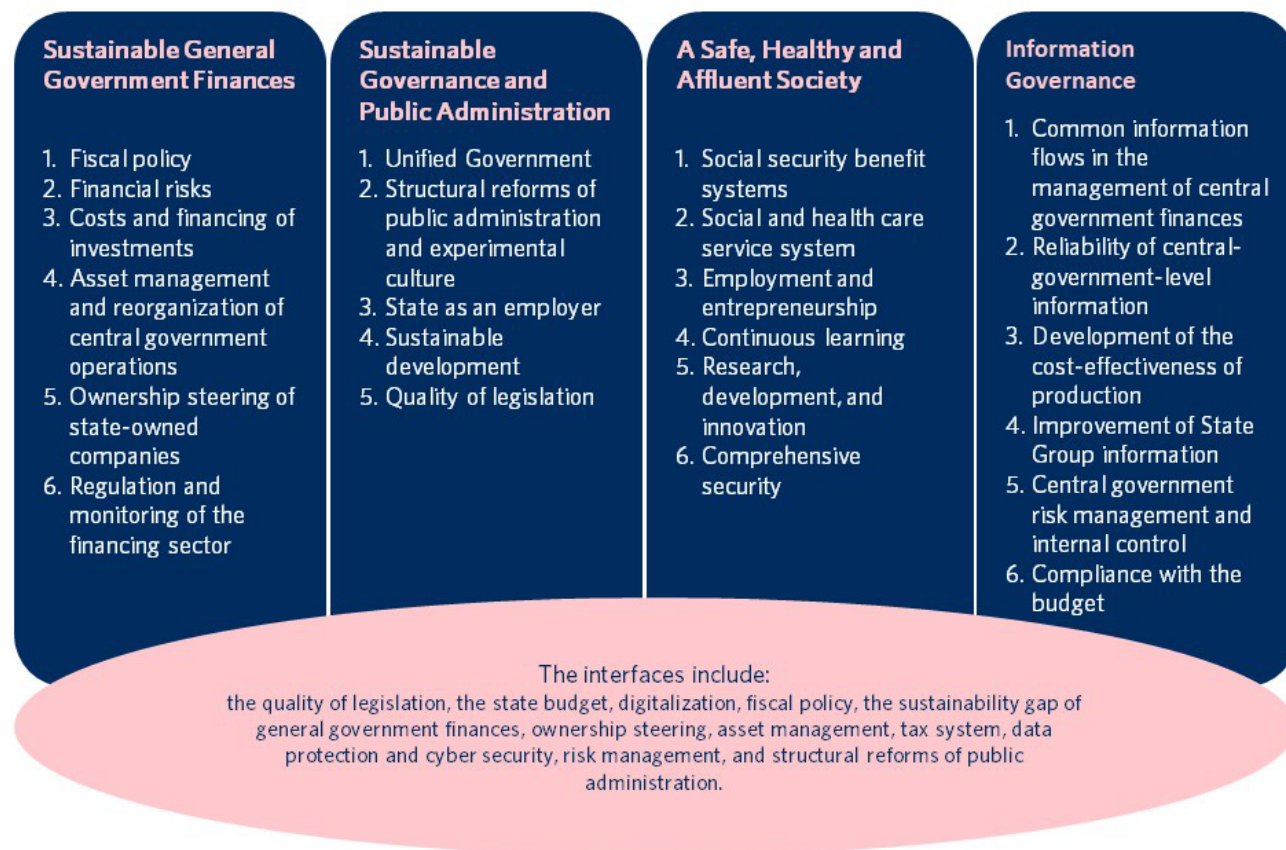 Sustainable General
Government Finances
1. Fiscal policy
2. Financial risks
3. Costs and financing of
investments
4. Asset management
and reorganization of
central government
operations
5. Ownership steering of
state-owned
companies
6. Regulation and
monitoring of the
financing sector
Sustainable
Governance and
Public Administration
1. Unified Government
2. Structural reforms of
public administration
and experimental
culture
3. State as an employer
4. Sustainable
development
5. Quality of legislation
A Safe, Healthy and
Affluent Society
1. Social security benefit
systems
2. Social and health care
service system
3. Employment and
entrepreneurship
4. Continuous learning
5. Research,
development, and
innovation
6. Comprehensive
security
Information
Governance
1. Common information
flows in the
management of central
government finances
2. Reliability of central-
government-level
information
3. Development of the
cost-effectiveness of
production
4. Improvement of State
Group information
5. Central government
risk management and
internal control
6. Compliance with the
budget
The interfaces include:
the quality of legislation, the state budget, digitalization, fiscal policy, the sustainability gap of
general government finances, ownership steering, asset management, tax system, data
protection and cyber security, risk management, and structural reforms of public
administration.